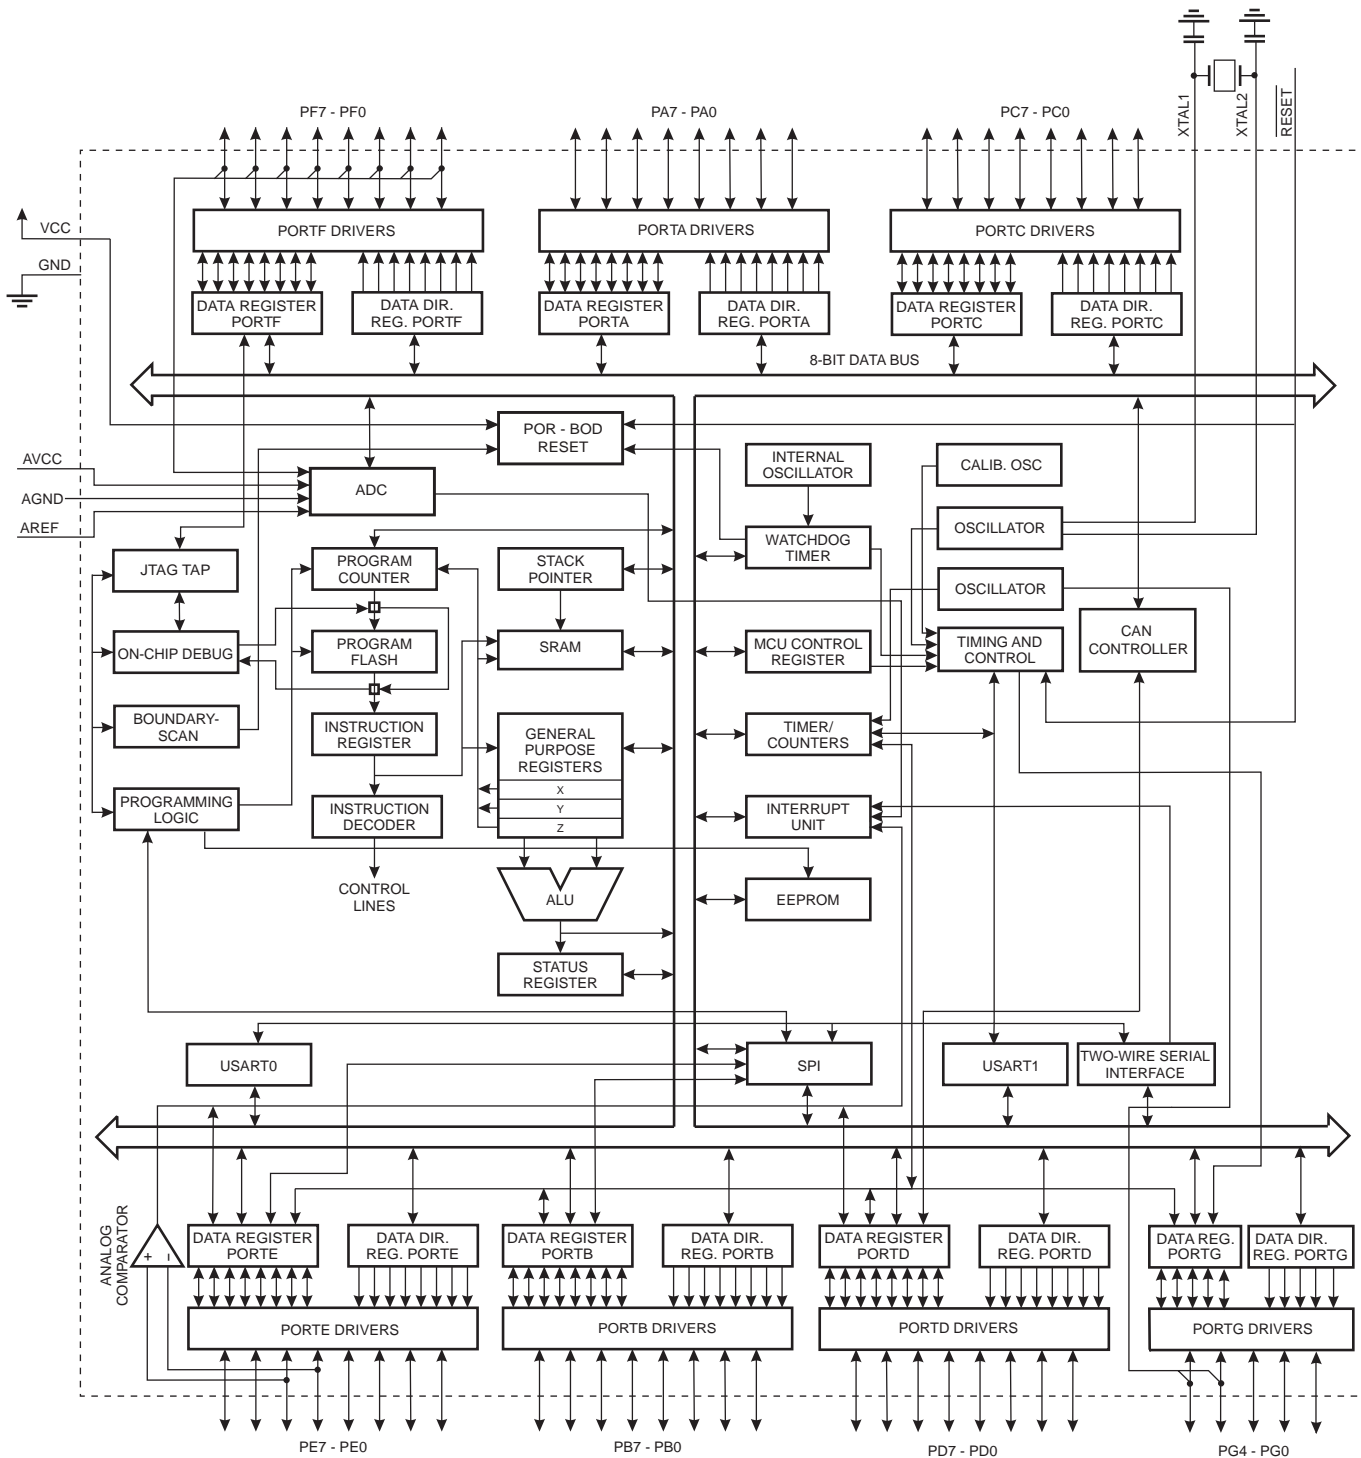 XTAL1
XTAL2
RESET
PF7 - PF0
PA7 - PA0
PC7 - PC0
VCC
GND
PORTF DRIVERS
PORTA DRIVERS
PORTC DRIVERS
DATA REGISTER
PORTF
DATA DIR.
REG. PORTF
DATA REGISTER
PORTA
DATA DIR.
REG. PORTA
DATA REGISTER
PORTC
DATA DIR.
REG. PORTC
8-BIT DATA BUS
POR - BOD
RESET
INTERNAL
OSCILLATOR
CALIB. OSC
AVCC
AGND
AREF
ADC
OSCILLATOR
WATCHDOG
TIMER
JTAG TAP
PROGRAM
COUNTER
STACK
POINTER
OSCILLATOR
ON-CHIP DEBUG
PROGRAM
FLASH
SRAM
MCU CONTROL
REGISTER
TIMING AND
CONTROL
CAN
CONTROLLER
BOUNDARY-
SCAN
INSTRUCTION
REGISTER
GENERAL
PURPOSE
REGISTERS
X
Y
Z
TIMER/
COUNTERS
PROGRAMMING
LOGIC
INSTRUCTION
DECODER
INTERRUPT
UNIT
CONTROL
LINES
ALU
EEPROM
STATUS
REGISTER
USART0
SPI
USART1
TWO-WIRE SERIAL
INTERFACE
ANALOG
COMPARATOR
+
-
DATA REGISTER
PORTE
DATA DIR.
REG. PORTE
DATA REGISTER
PORTB
DATA DIR.
REG. PORTB
DATA REGISTER
PORTD
DATA DIR.
REG. PORTD
DATA REG.
PORTG
DATA DIR.
REG. PORTG
PORTE DRIVERS
PORTB DRIVERS
PORTD DRIVERS
PORTG DRIVERS
PE7 - PE0
PB7 - PB0
PD7 - PD0
PG4 - PG0